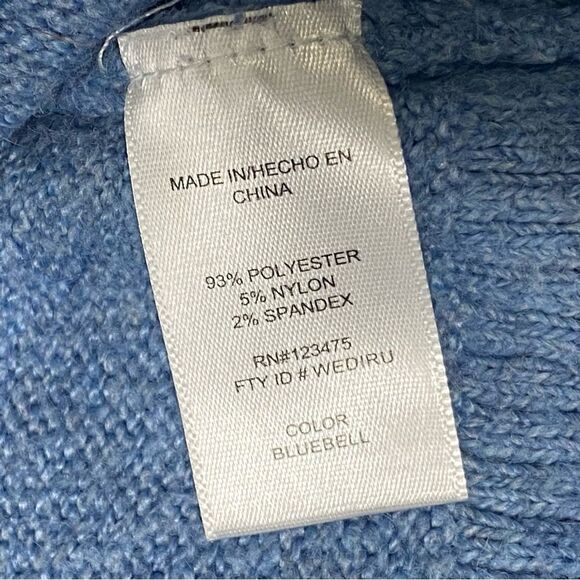 MADE IN/HECHO EN
CHINA
93% POLYESTER
5% NYLON
2% SPANDEX
RN#123475
FTY ID # WEDIRU
COLOR
BLUEBELL